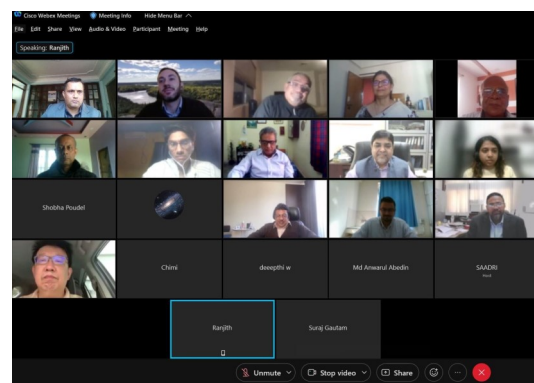 Cisco Webex Meetings Meeting Info Hide Menu Bar
File Edit Share View Audio & Video Participant Meeting Help
Speaking: Ranjith
Shobha Poudel
Chimi
deeepthi w
Md Anwarul Abedin
SAADRI
Host
Ranjith
Suraj Gautam
Unmute Stop video Share